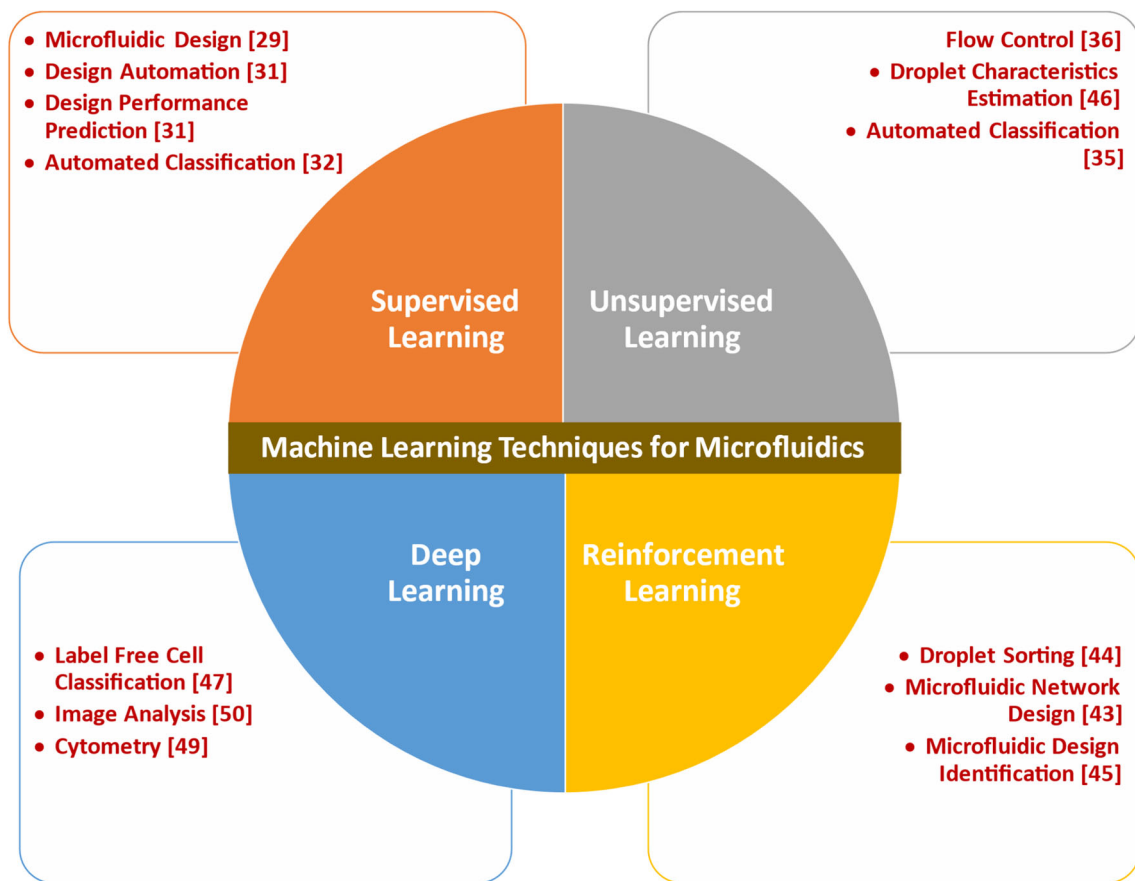 • Microfluidic Design [29]
• Design Automation [31]
• Design Performance
Prediction [31]
• Automated Classification [32]
Flow Control [36]
• Droplet Characteristics
Estimation [46]
• Automated Classification
[35]
Supervised
Learning
Unsupervised
Learning
Machine Learning Techniques for Microfluidics
Deep
Learning
Reinforcement
Learning
• Label Free Cell
Classification [47]
• Image Analysis [50]
• Cytometry [49]
• Droplet Sorting [44]
• Microfluidic Network
Design [43]
• Microfluidic Design
Identification [45]